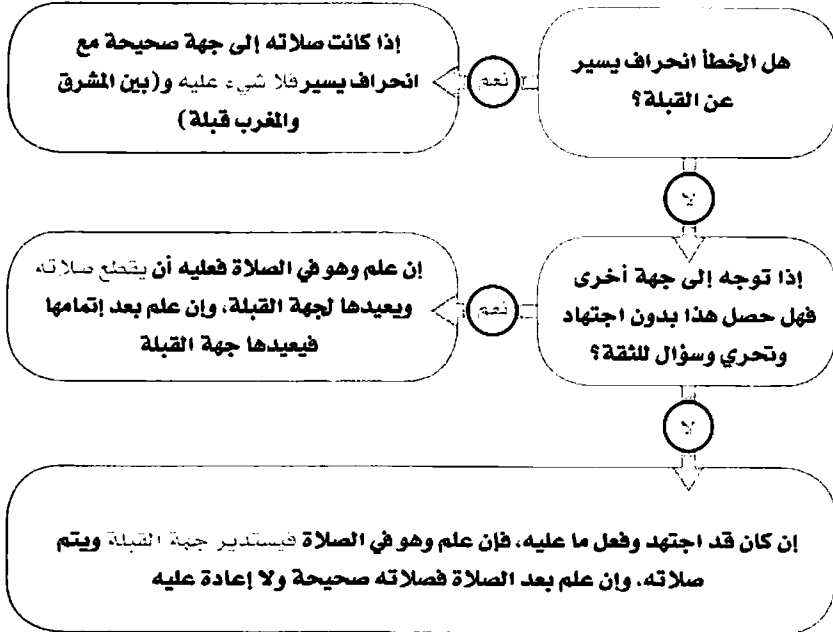 هل الخطأ انحراف يسير
عن القبلة؟
نعم
إذا كانت صلاته إلى جهة صحيحة مع
انحراف يسير فلا شيء عليه و(بين المشرق
والمغرب قبلة)
لا
إذا توجه إلى جهة أخرى
فهل حصل هذا بدون اجتهاد
وتحري وسؤال للثقة؟
نعم
إن علم وهو في الصلاة فعليه أن يقطع صلاته
ويعيدها لجهة القبلة، وإن علم بعد إتمامها
فيعيدها جهة القبلة
لا
إن كان قد اجتهد وفعل ما عليه، فإن علم وهو في الصلاة فيستدير جهة القبلة ويتم
صلاته. وإن علم بعد الصلاة فصلاته صحيحة ولا إعادة عليه